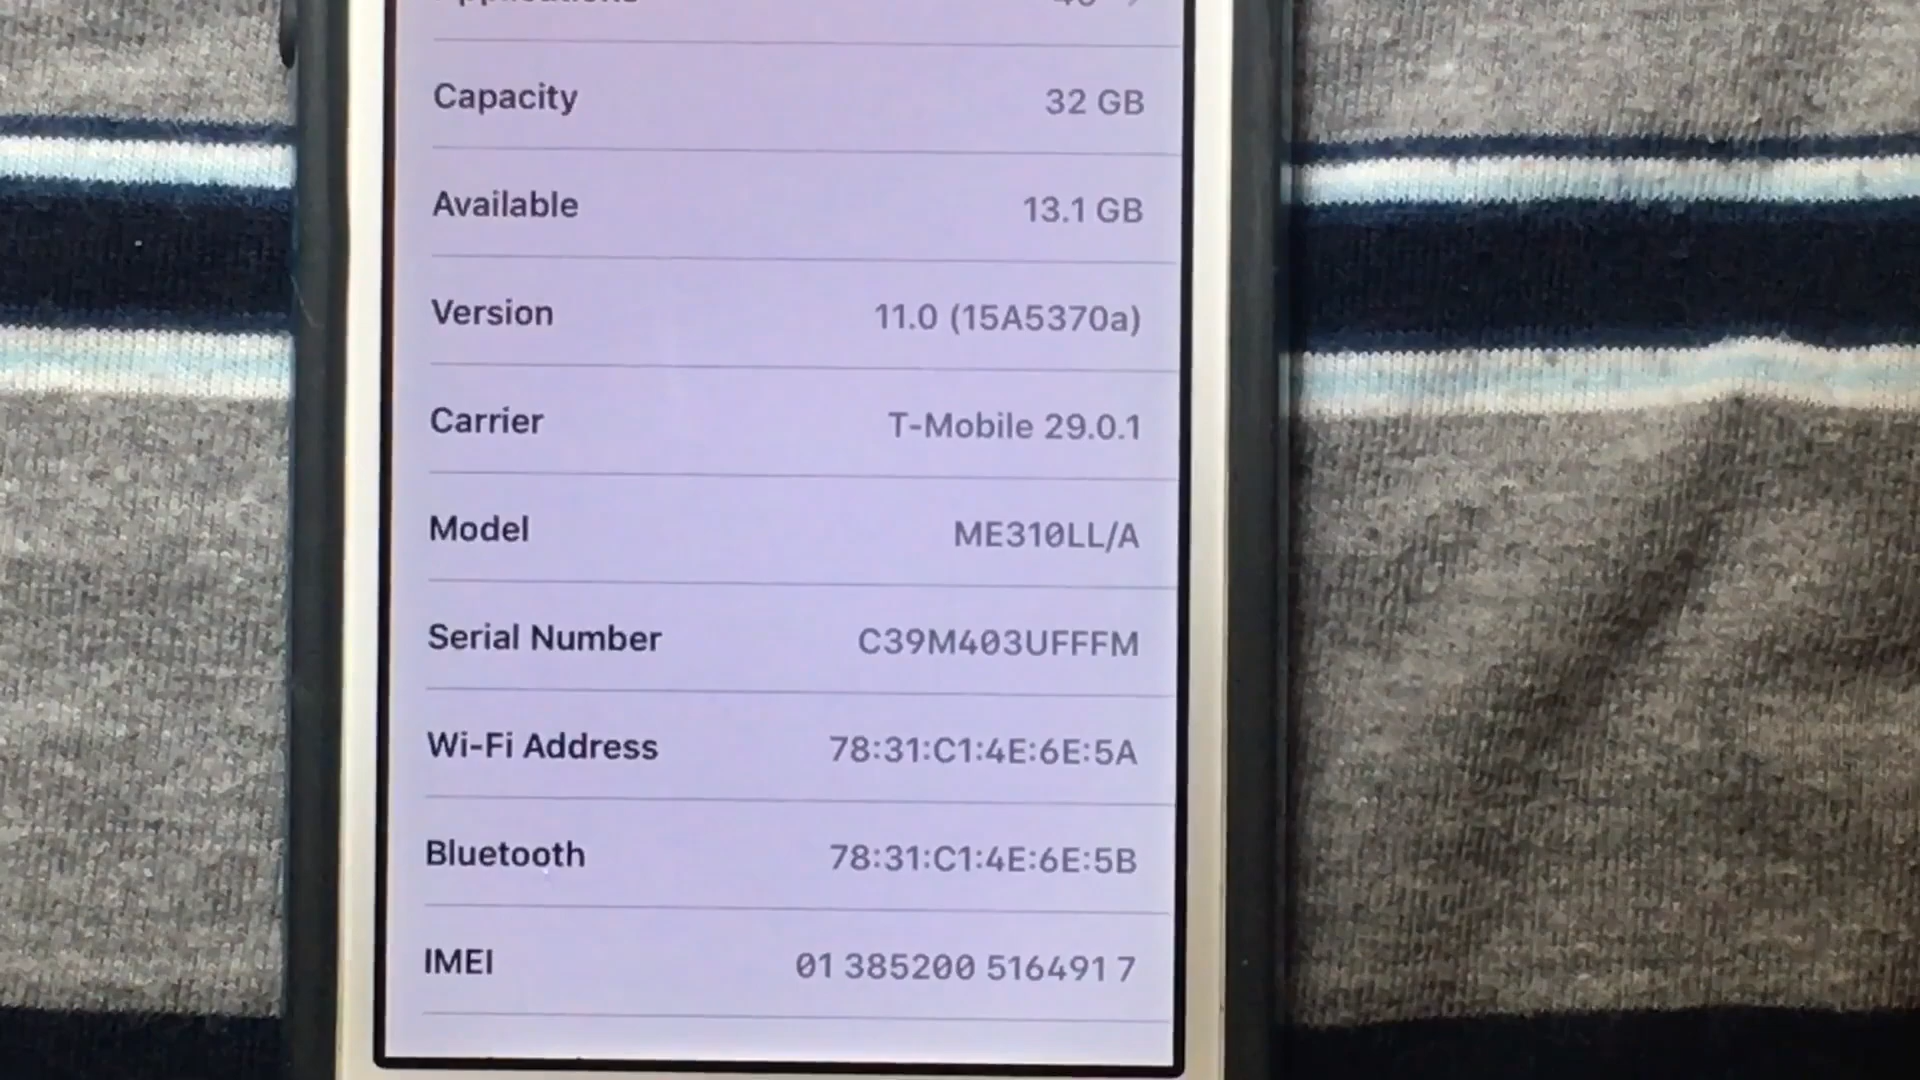 Applications
Capacity 32 GB
Available 13.1 GB
Version 11.0 (15A5370a)
Carrier T-Mobile 29.0.1
Model ME310LL/A
Serial Number C39M403UFFFM
Wi-Fi Address 78:31:C1:4E:6E:5A
Bluetooth 78:31:C1:4E:6E:5B
IMEI 01 385200 516491 7